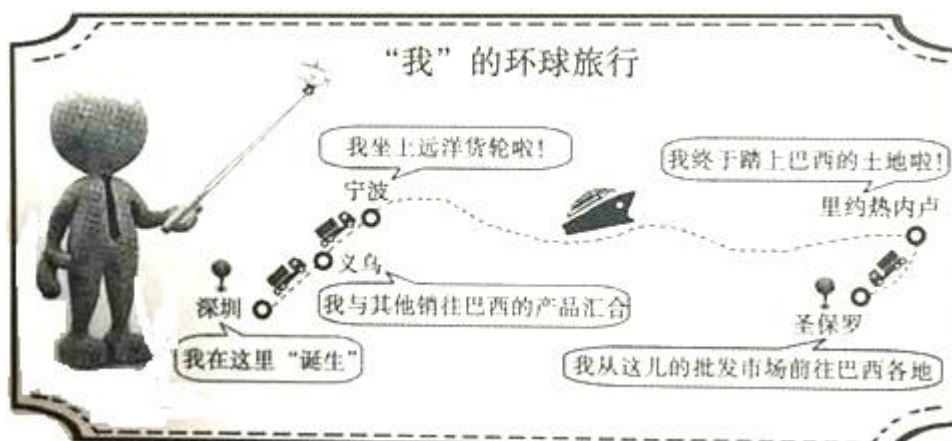 “我”的环球旅行
我坐上远洋货轮啦！
我终于踏上巴西的土地啦！
宁波
里约热内卢
义乌
深圳
我与其他销往巴西的产品汇合
圣保罗
我在这里“诞生”
我从这儿的批发市场前往巴西各地